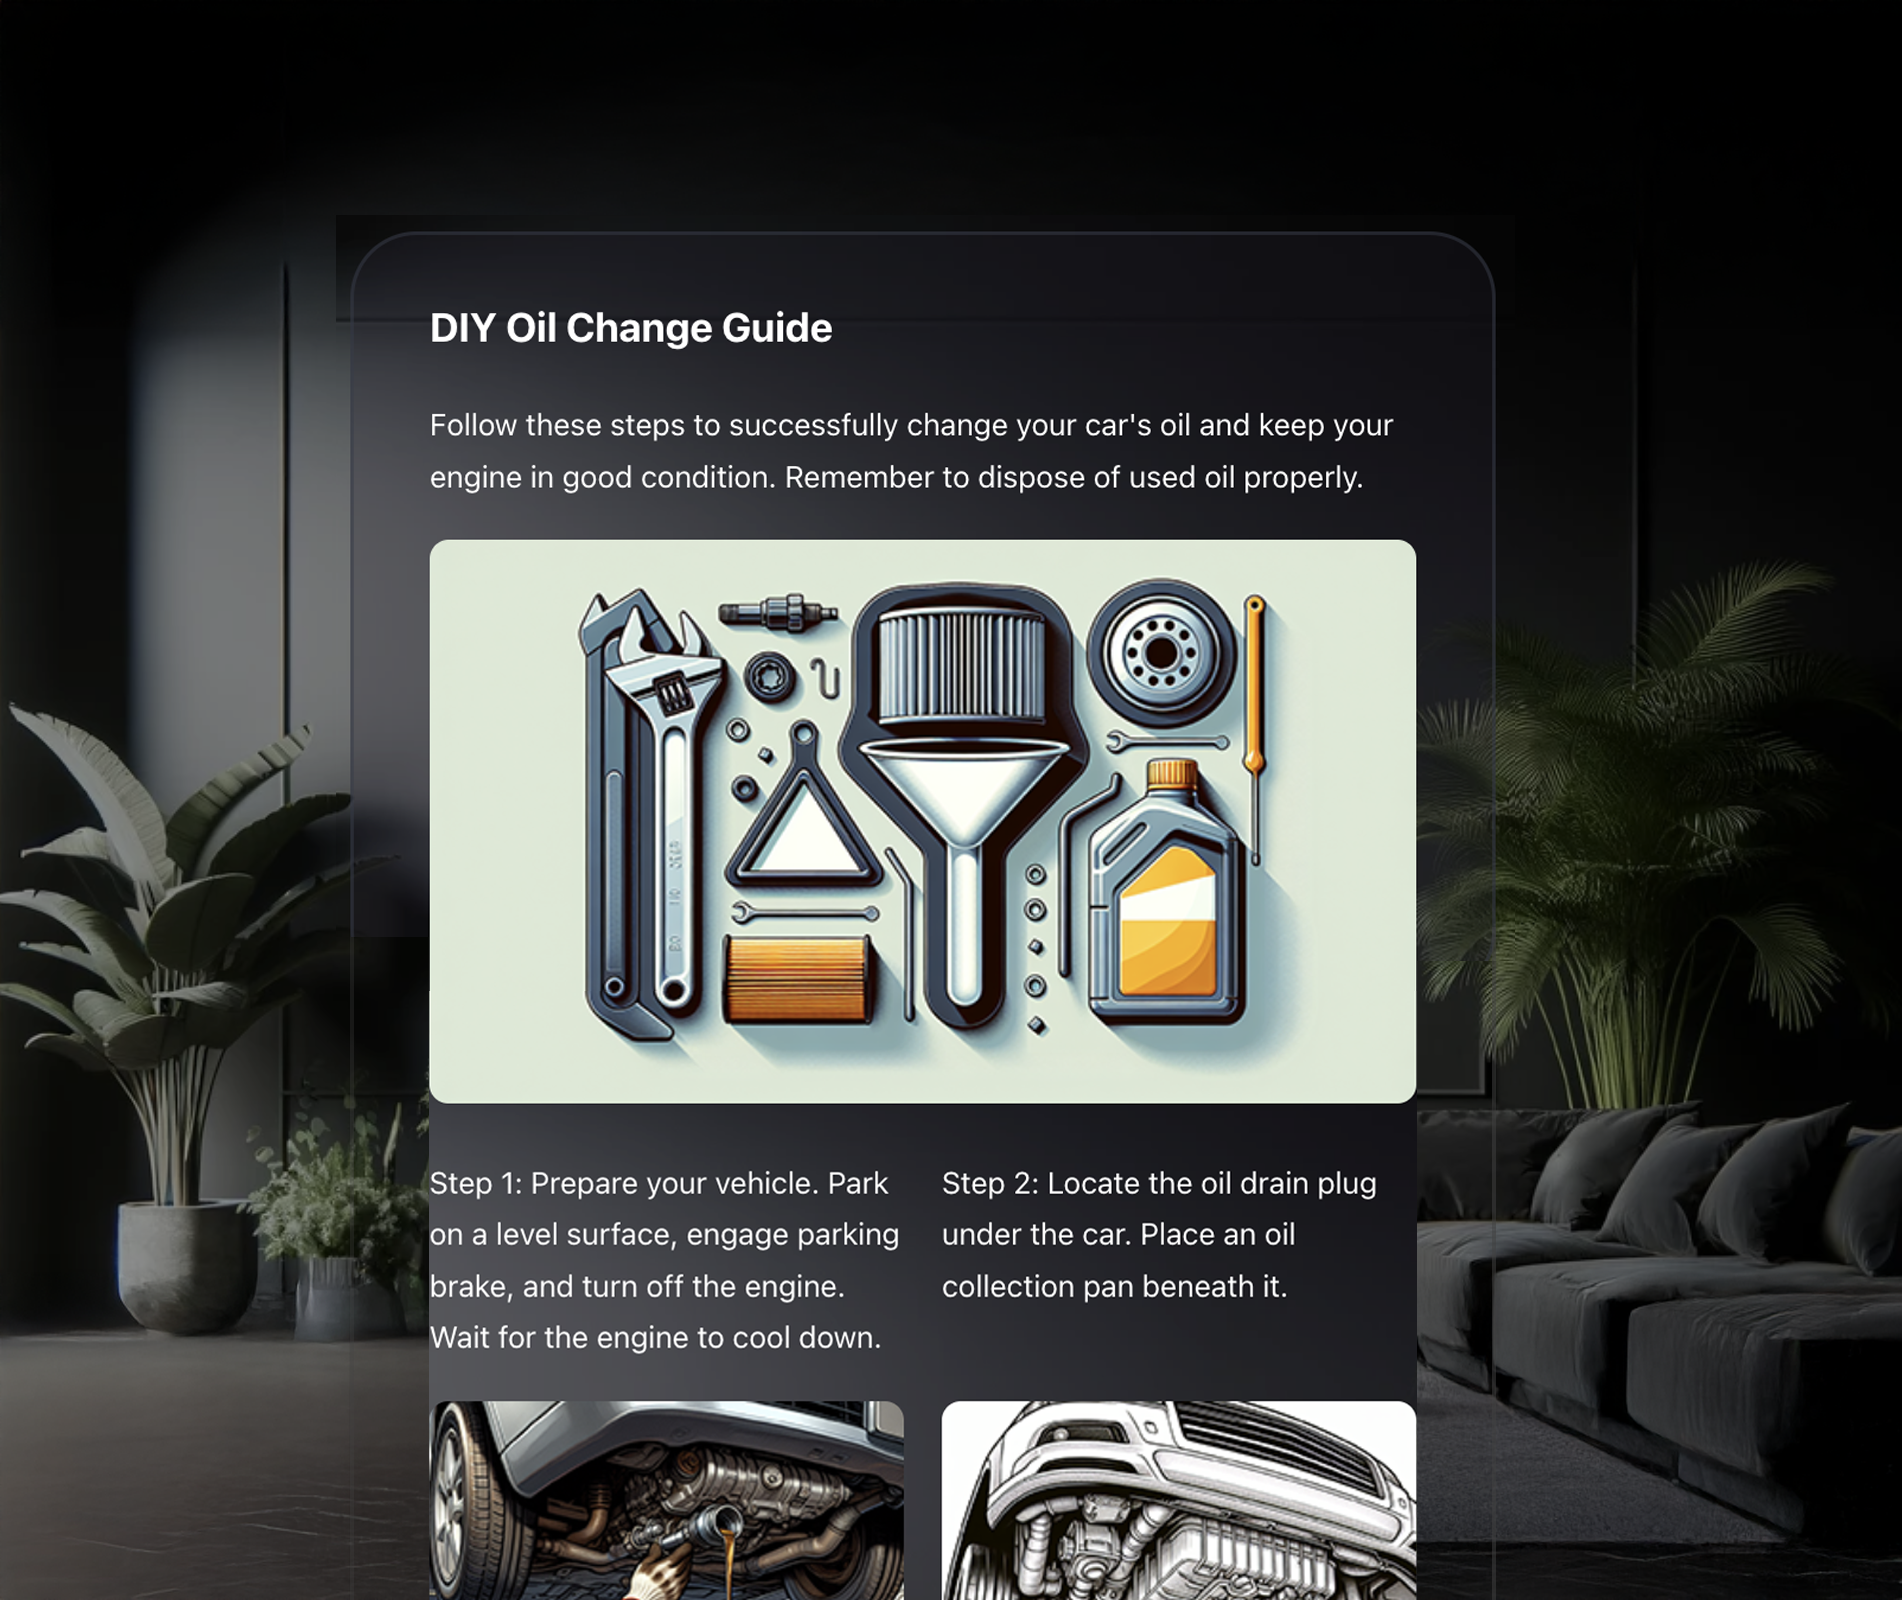 DIY Oil Change Guide
Follow these steps to successfully change your car's oil and keep your
engine in good condition. Remember to dispose of used oil properly.
Step 1: Prepare your vehicle. Park
on a level surface, engage parking
brake, and turn off the engine.
Wait for the engine to cool down.
Step 2: Locate the oil drain plug
under the car. Place an oil
collection pan beneath it.